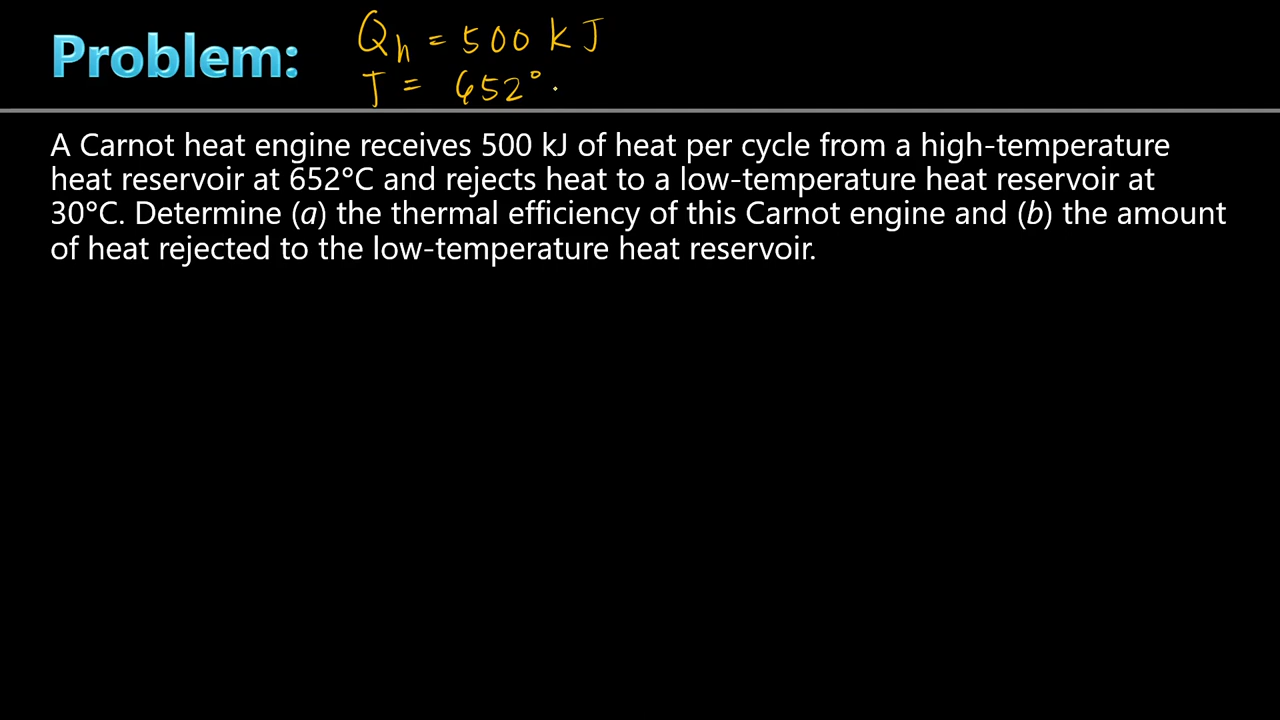 Problem:
Qh = 500 kJ
T = 652°
A Carnot heat engine receives 500 kJ of heat per cycle from a high-temperature
heat reservoir at 652°C and rejects heat to a low-temperature heat reservoir at
30°C. Determine (a) the thermal efficiency of this Carnot engine and (b) the amount
of heat rejected to the low-temperature heat reservoir.